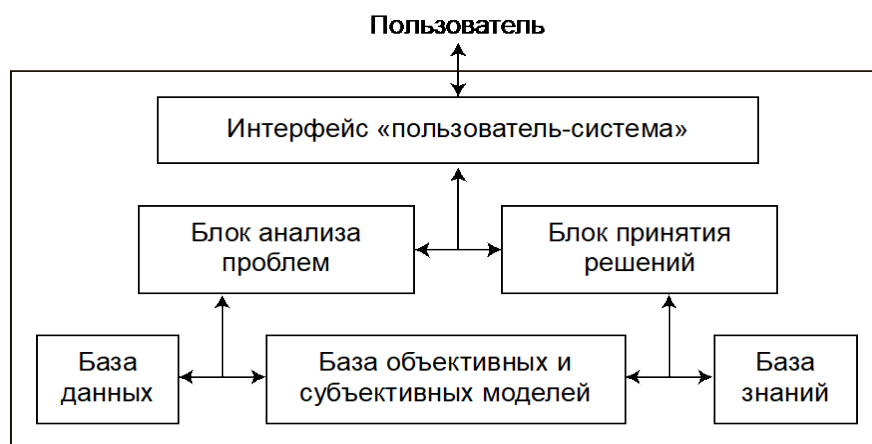 Пользователь
Интерфейс «пользователь-система»
Блок анализа
проблем
Блок принятия
решений
База
данных
База объективных и
субъективных моделей
База
знаний